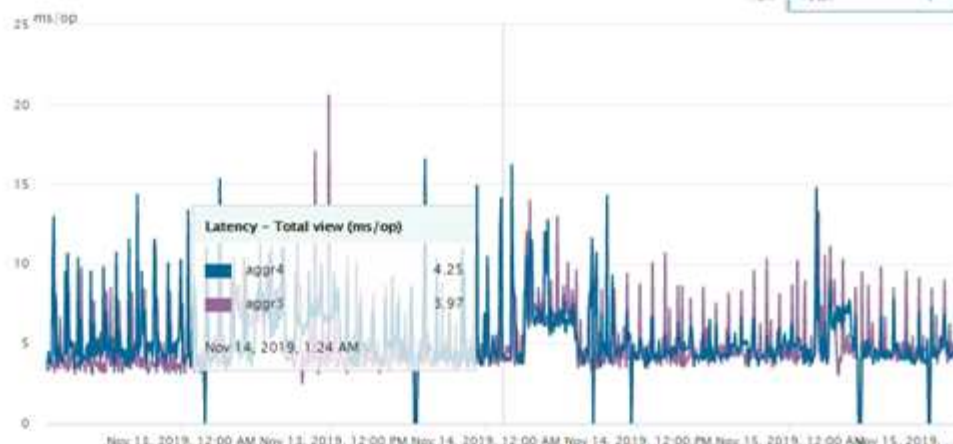 ms/op
25
20
15
10
5
0
Latency - Total view (ms/op)
aggr4 4.25
3.97
Nov 14, 2019, 1:24 AM
12:00 AM Nov 13, 2019, 12:00 PM Nov 14, 2019, 12:00 AM Nov 14, 2019, 12:00 PM Nov 15, 2019, 12:00 AM Nov 15, 2019,